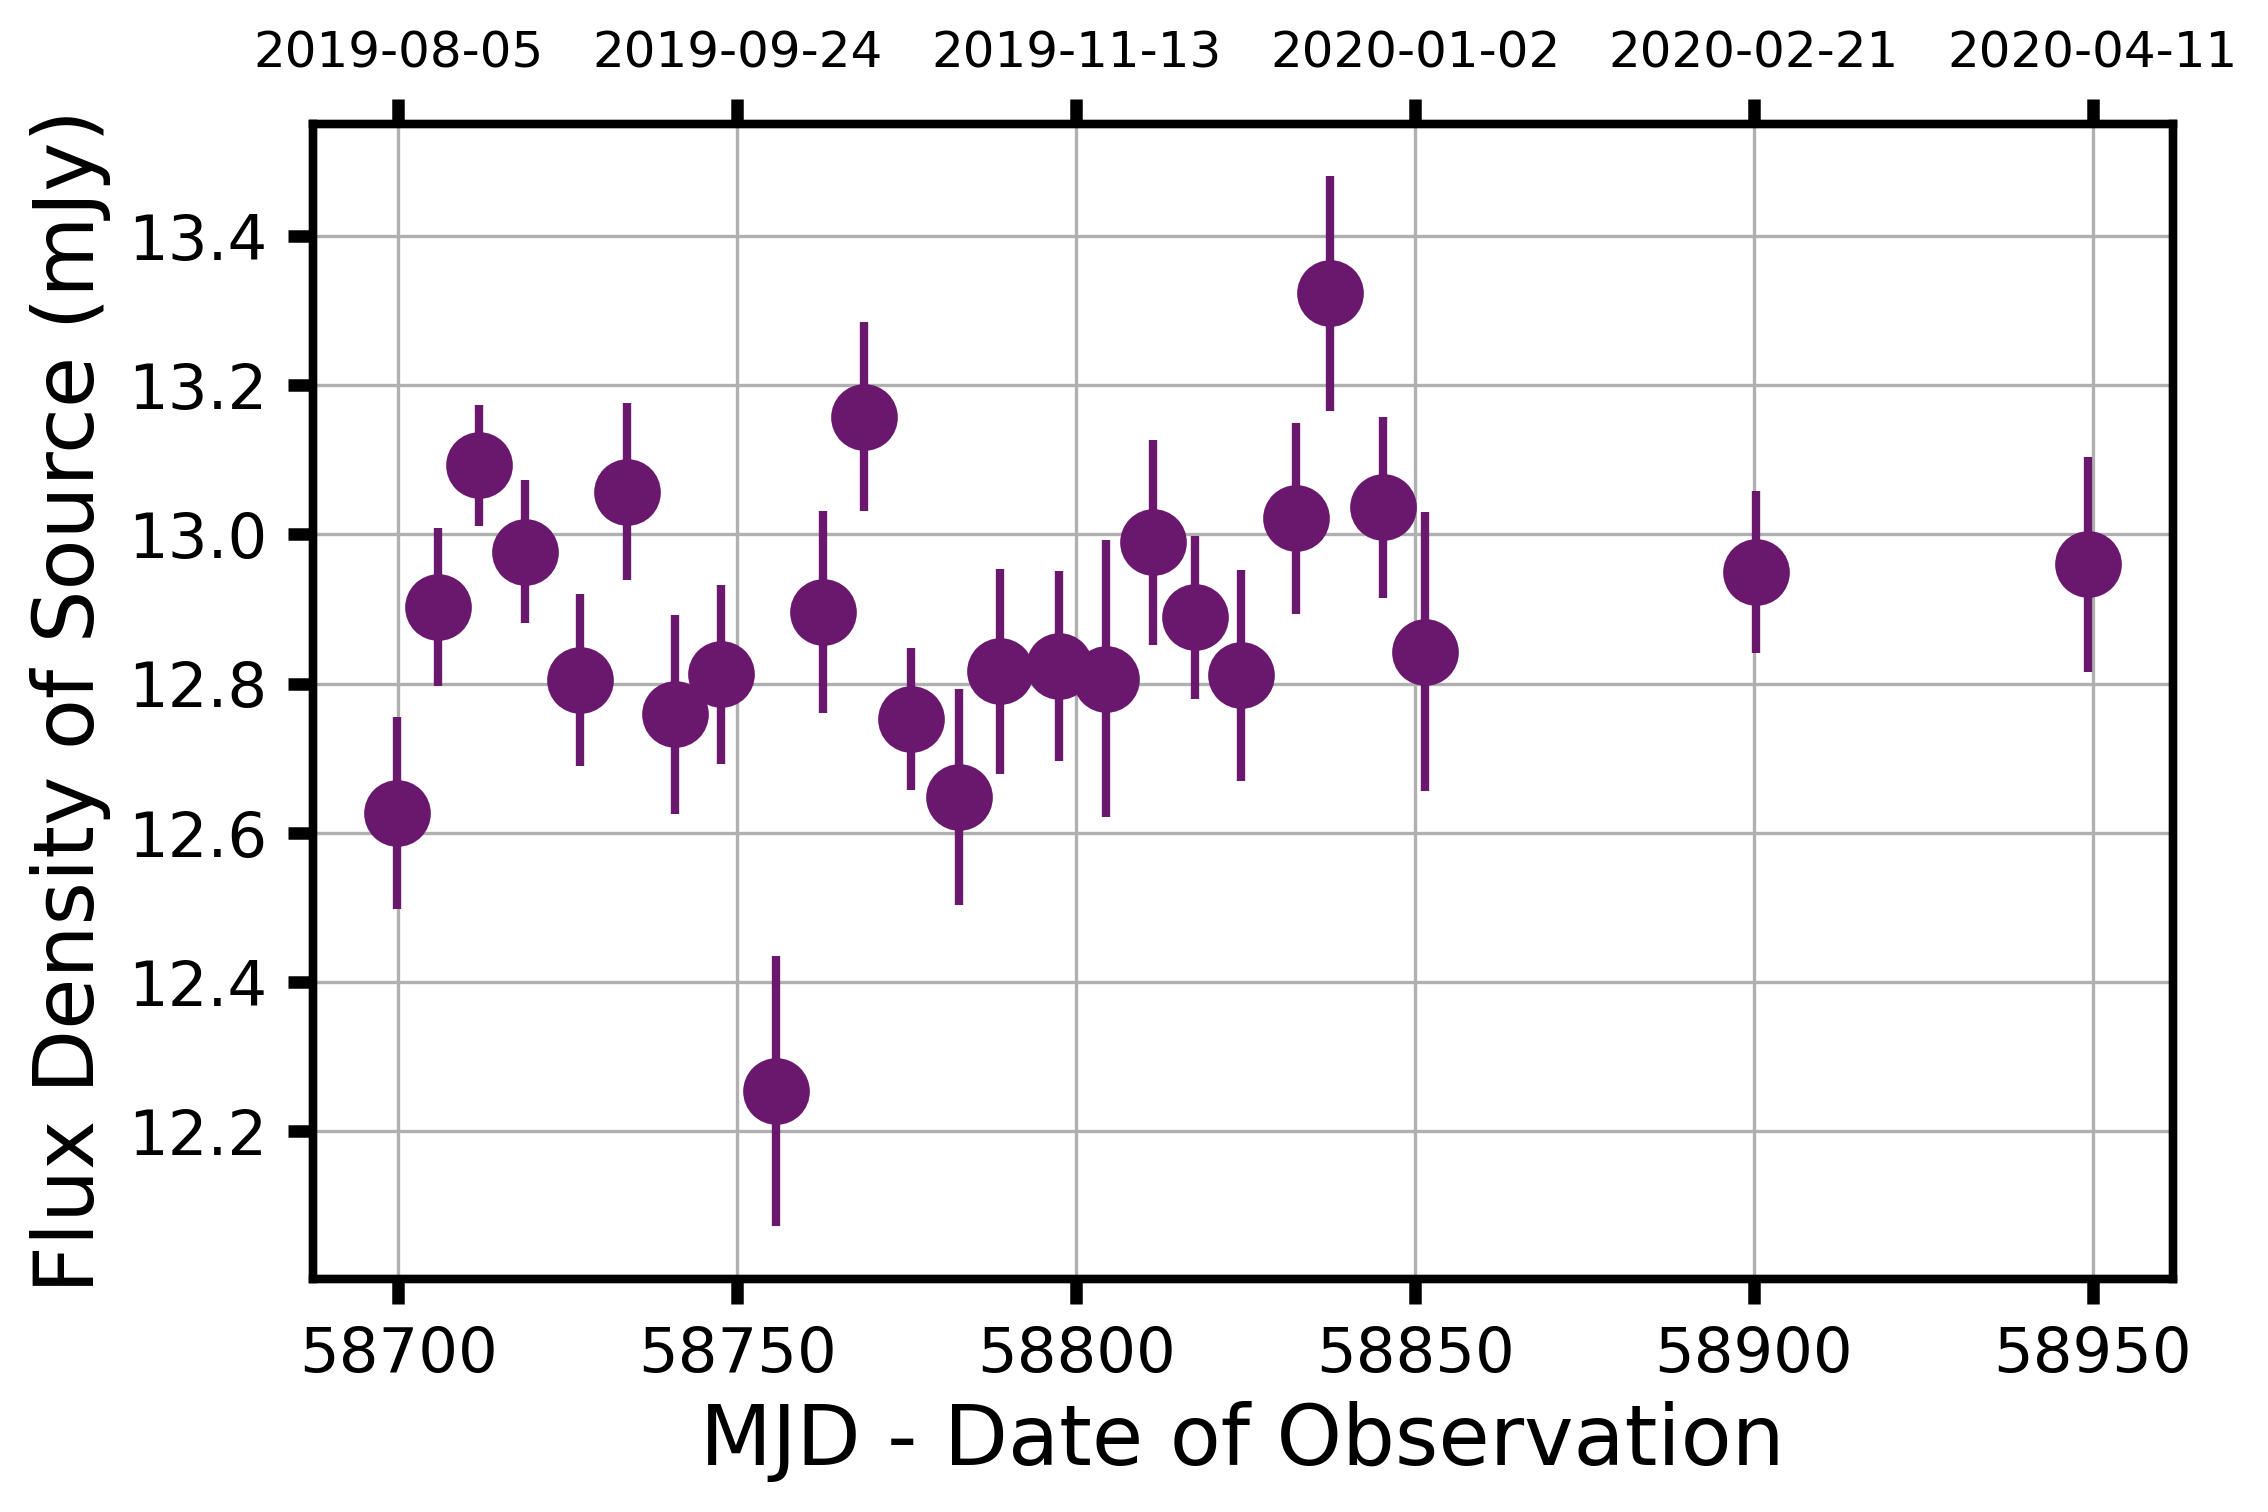 2019-08-05 2019-09-24 2019-11-13 2020-01-02 2020-02-21 2020-04-11
Flux Density of Source (mJy)
13.4
13.2
13.0
12.8
12.6
12.4
12.2
58700 58750 58800 58850 58900 58950
MJD - Date of Observation